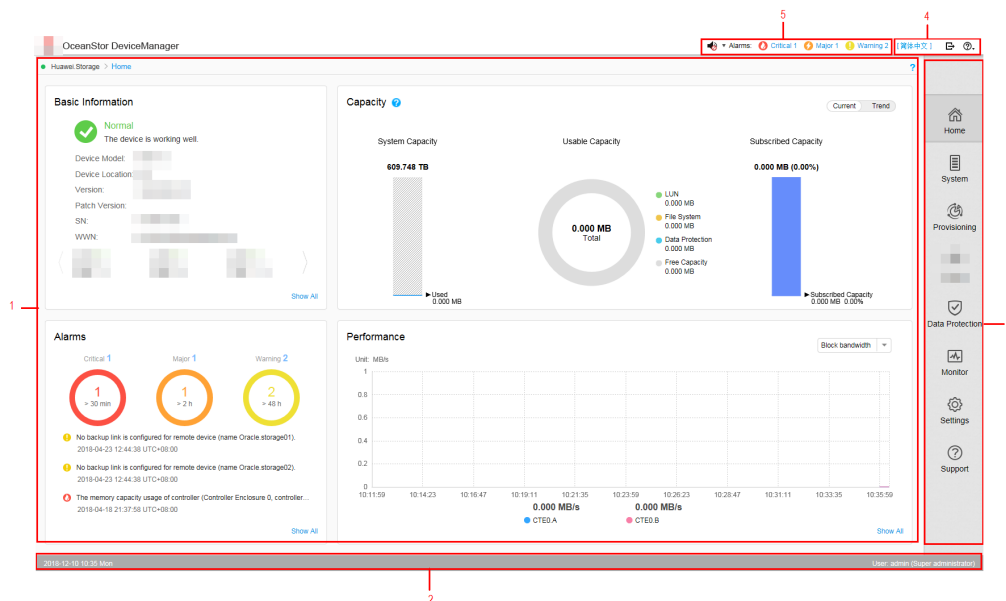 5
4
OceanStor DeviceManager
Alarms: Critical 1 Major 1 Warning 2 [简体中文]
Huawei.Storage > Home
?
Basic Information
Normal
The device is working well.
Device Model:
Device Location:
Version:
Patch Version:
SN:
WWN:
Show All
Capacity ?
Current Trend
System Capacity
609.748 TB
Used
0.000 MB
Usable Capacity
0.000 MB
Total
LUN
0.000 MB
File System
0.000 MB
Data Protection
0.000 MB
Free Capacity
0.000 MB
Subscribed Capacity
0.000 MB (0.00%)
Subscribed Capacity
0.000 MB 0.00%
Home
System
Provisioning
Data Protection
Monitor
Settings
Support
1
Alarms
Critical 1 Major 1 Warning 2
1 1 2
> 30 min > 2 h > 48 h
No backup link is configured for remote device (name Oracle.storage01).
2018-04-23 12:44:38 UTC+08:00
No backup link is configured for remote device (name Oracle.storage02).
2018-04-23 12:44:38 UTC+08:00
The memory capacity usage of controller (Controller Enclosure 0, controller...
2018-04-18 21:37:58 UTC+08:00
Show All
Performance
Block bandwidth
Unit: MB/s
1
0.8
0.6
0.4
0.2
0
10:11:59 10:14:23 10:16:47 10:19:11 10:21:35 10:23:59 10:26:23 10:28:47 10:31:11 10:33:35 10:35:59
0.000 MB/s 0.000 MB/s
CTE0.A CTE0.B
Show All
2018-12-10 10:35 Mon User: admin (Super administrator)
2